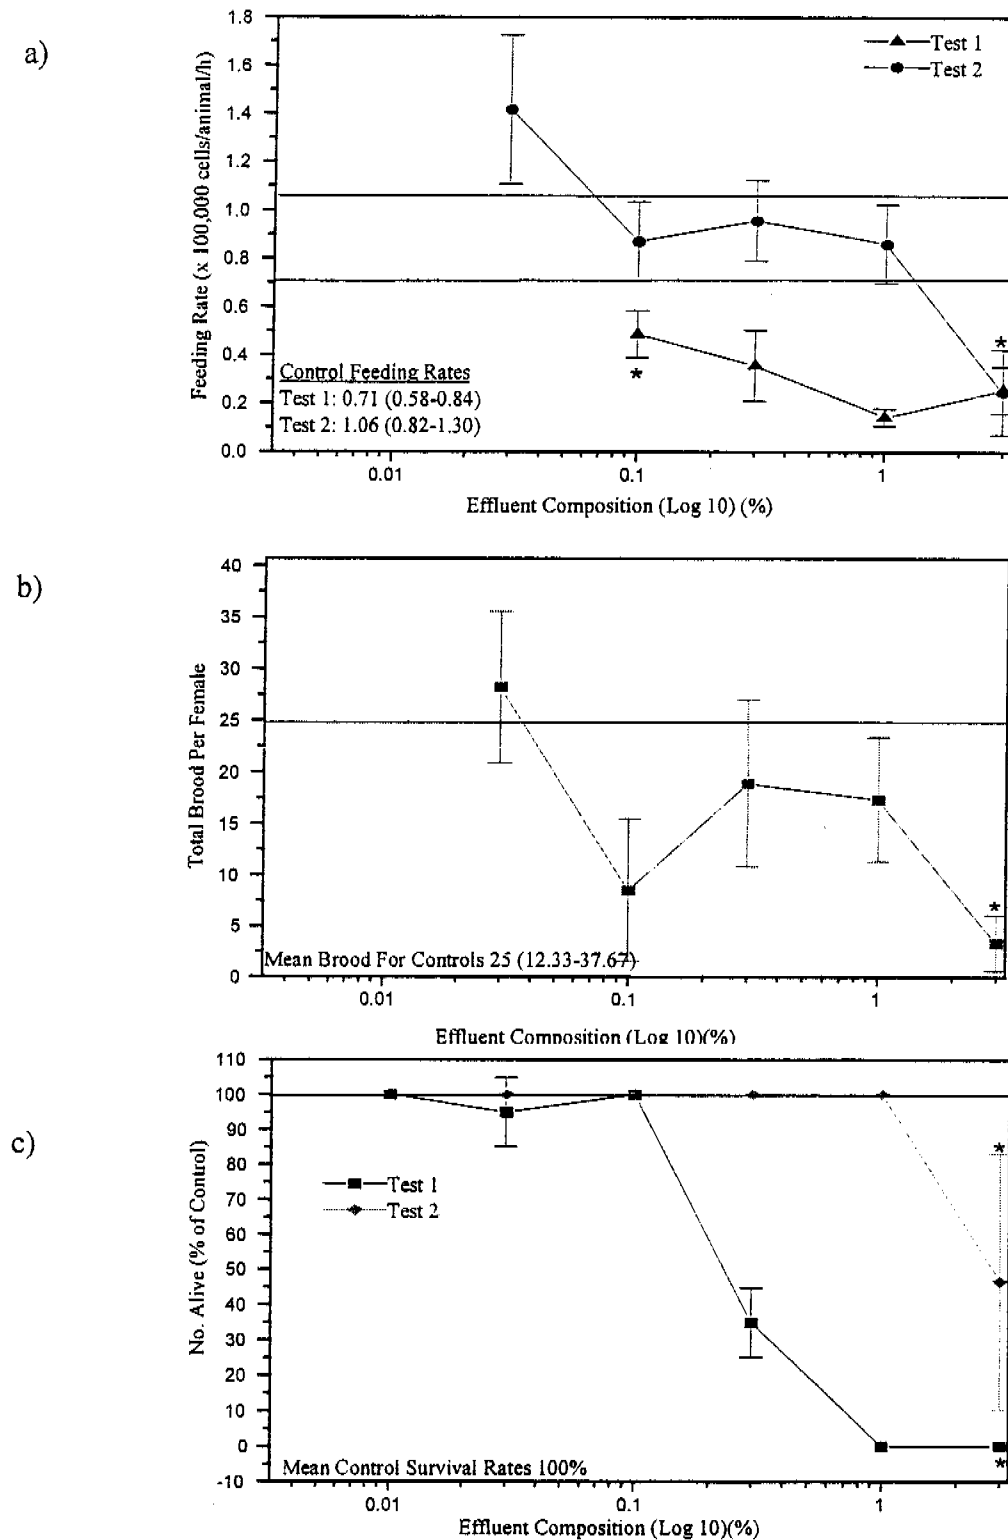 a)
Feeding Rate (x 100,000 cells/animal/h)
1.8
1.6
1.4
1.2
1.0
0.8
0.6
0.4
0.2
0.0
Test 1
Test 2
*
*
Control Feeding Rates
Test 1: 0.71 (0.58-0.84)
Test 2: 1.06 (0.82-1.30)
0.01 0.1 1
Effluent Composition (Log 10) (%)
b)
Total Brood Per Female
40
35
30
25
20
15
10
5
0
*
Mean Brood For Controls 25 (12.33-37.67)
0.01 0.1 1
Effluent Composition (Log 10)(%)
c)
No. Alive (% of Control)
110
100
90
80
70
60
50
40
30
20
10
0
-10
Test 1
Test 2
*
*
Mean Control Survival Rates 100%
0.01 0.1 1
Effluent Composition (Log 10)(%)